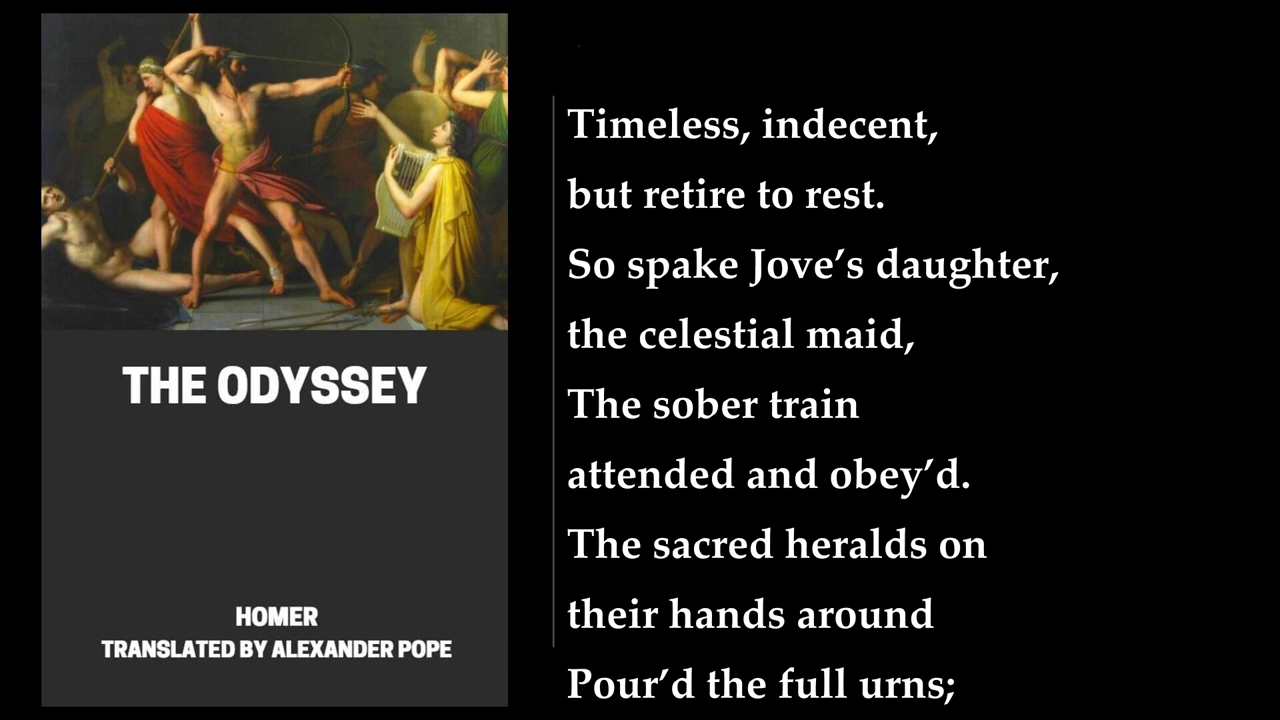 THE ODYSSEY
HOMER
TRANSLATED BY ALEXANDER POPE
Timeless, indecent,
but retire to rest.
So spake Jove’s daughter,
the celestial maid,
The sober train
attended and obey’d.
The sacred heralds on
their hands around
Pour’d the full urns;